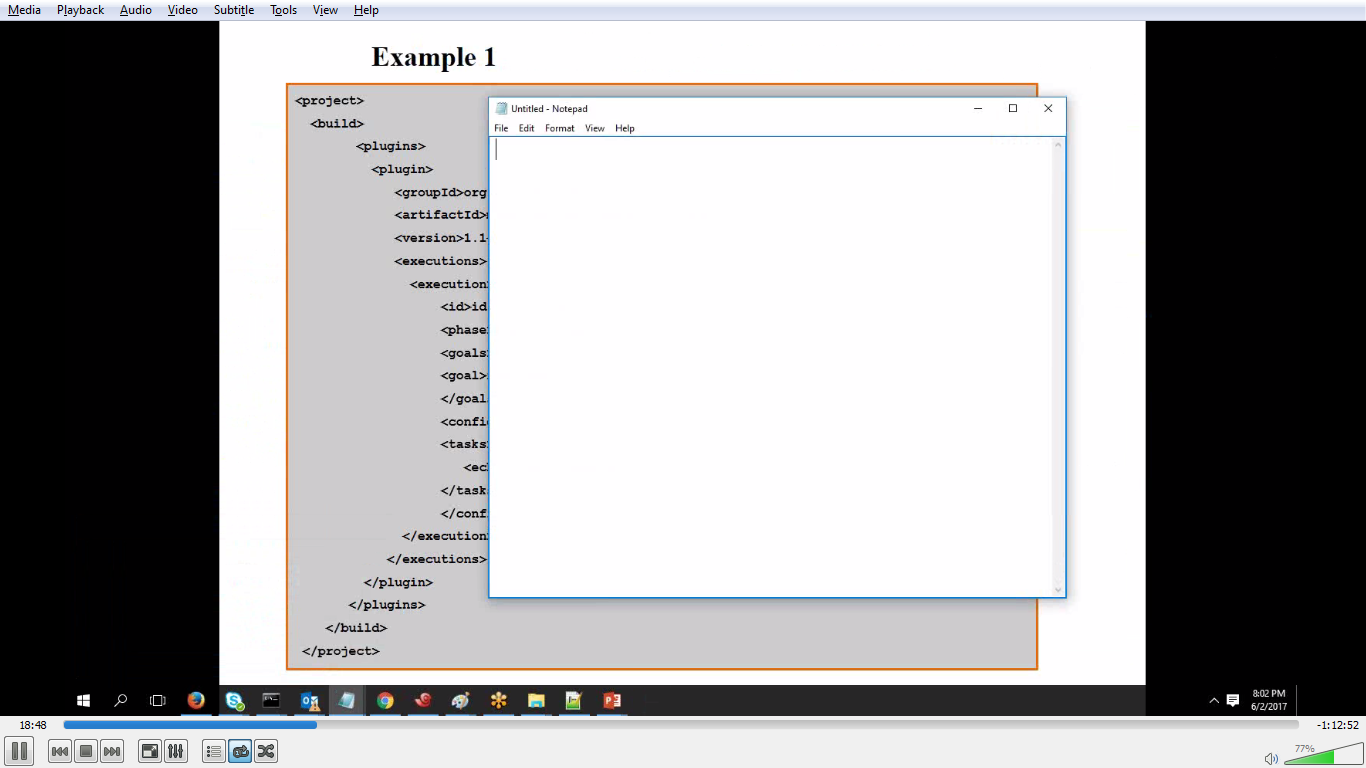 Media Playback Audio Video Subtitle Tools View Help
Example 1
<project>
<build>
<plugins>
<plugin>
<groupId>org
<artifactId>
<version>1.1
<executions>
<execution
<id>id
<phase
<goals
<goal>
</goal
<confi
<tasks
<ec
</task
</conf
</execution
</executions>
</plugin>
</plugins>
</build>
</project>
Untitled - Notepad
File Edit Format View Help
8:02 PM
6/2/2017
18:48
-1:12:52
77%